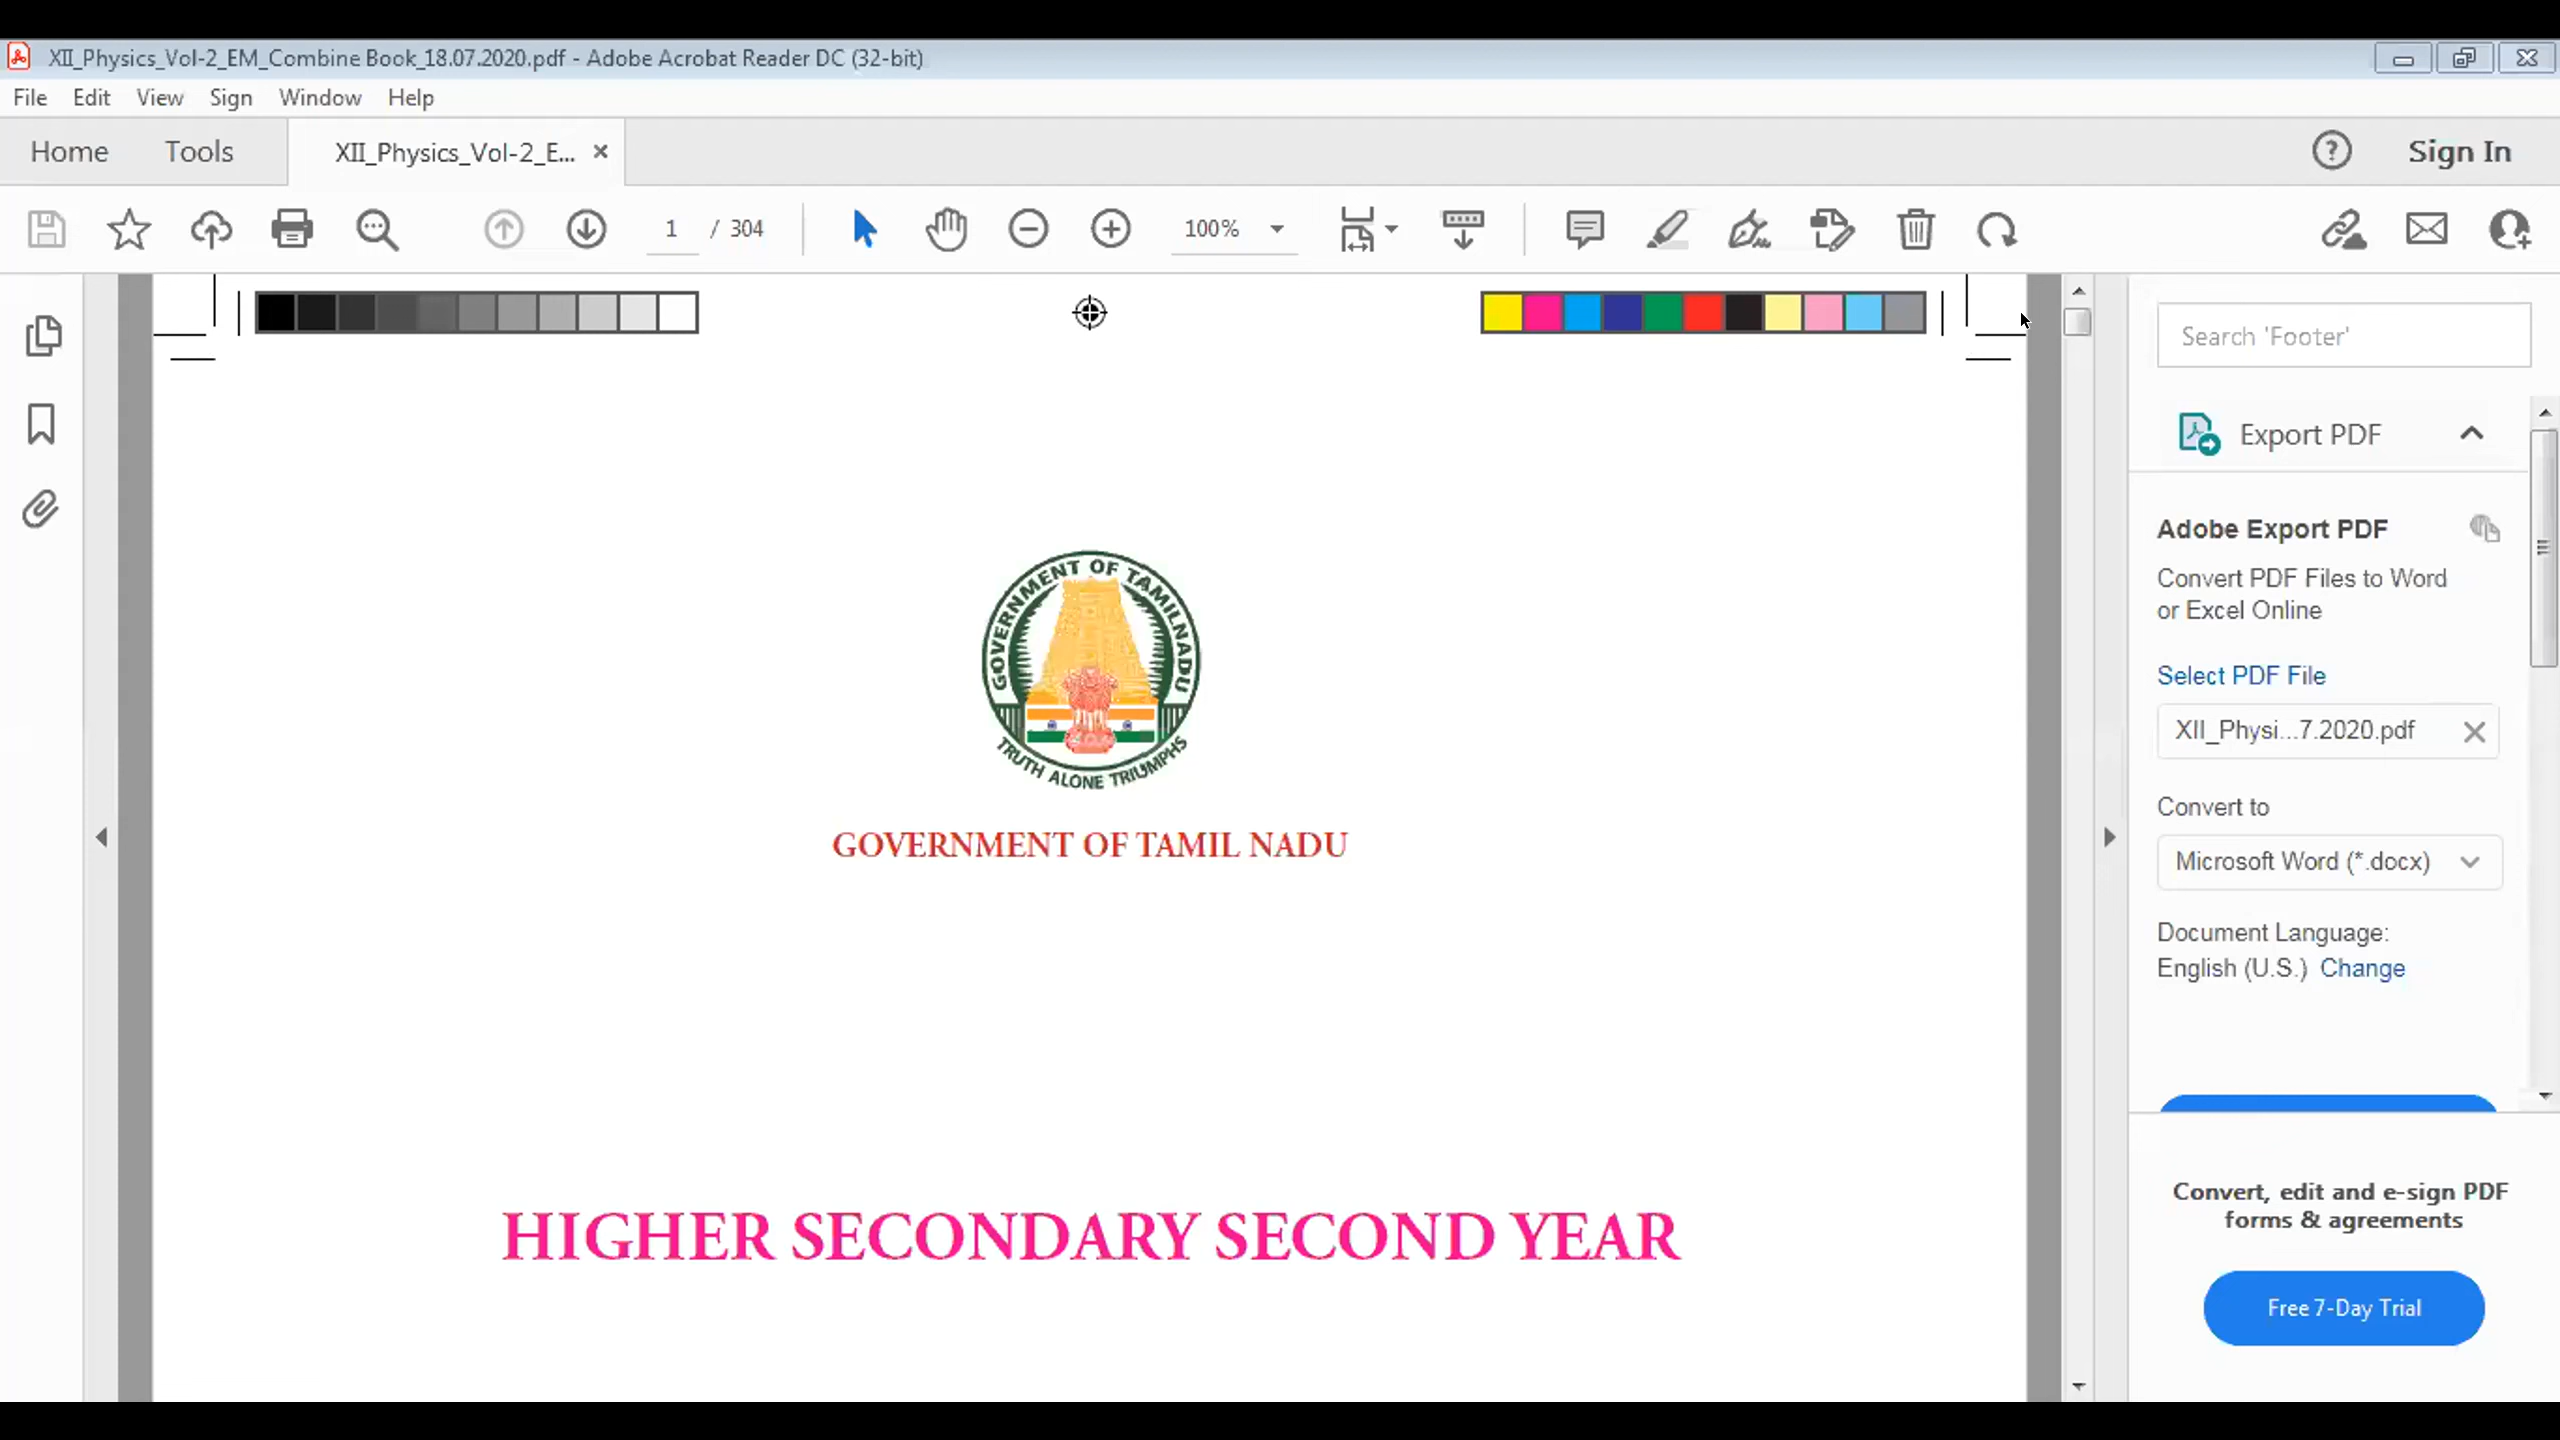 XII_Physics_Vol-2_EM_Combine Book_18.07.2020.pdf - Adobe Acrobat Reader DC (32-bit)
File Edit View Sign Window Help
Home Tools XII_Physics_Vol-2_E... Sign In
1 / 304 100%
Search 'Footer'
Export PDF
Adobe Export PDF
Convert PDF Files to Word
or Excel Online
Select PDF File
XII_Physi...7.2020.pdf
Convert to
Microsoft Word (*.docx)
Document Language:
English (U.S.) Change
Convert, edit and e-sign PDF
forms & agreements
Free 7-Day Trial
GOVERNMENT OF TAMILNADU
TRUTH ALONE TRIUMPHS
GOVERNMENT OF TAMIL NADU
HIGHER SECONDARY SECOND YEAR